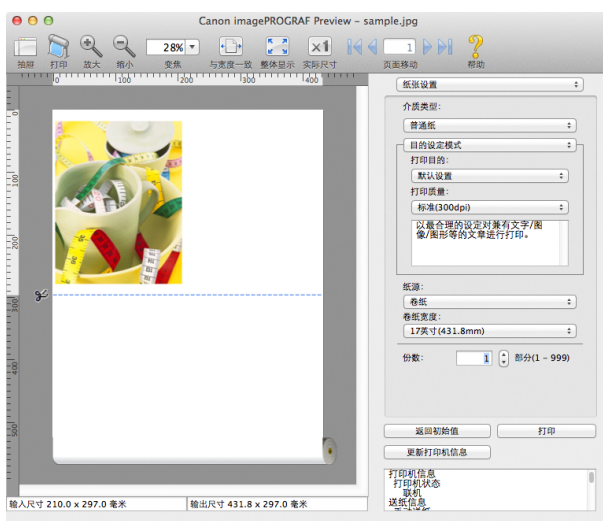 Canon imagePROGRAF Preview – sample.jpg
28%
1
抽屉 打印 放大 缩小 变焦 与宽度一致 整体显示 实际尺寸 页面移动 帮助
0 100 200 300 400
0
100
200
300
400
500
纸张设置
介质类型:
普通纸
目的设定模式
打印目的:
默认设置
打印质量:
标准(300dpi)
以最合理的设定对兼有文字/图
像/图形等的文章进行打印。
纸源:
卷纸
卷纸宽度:
17英寸(431.8mm)
份数: 1 部分(1 – 999)
返回初始值 打印
更新打印机信息
打印机信息
打印机状态
联机
送纸信息
输入尺寸 210.0 x 297.0 毫米 输出尺寸 431.8 x 297.0 毫米